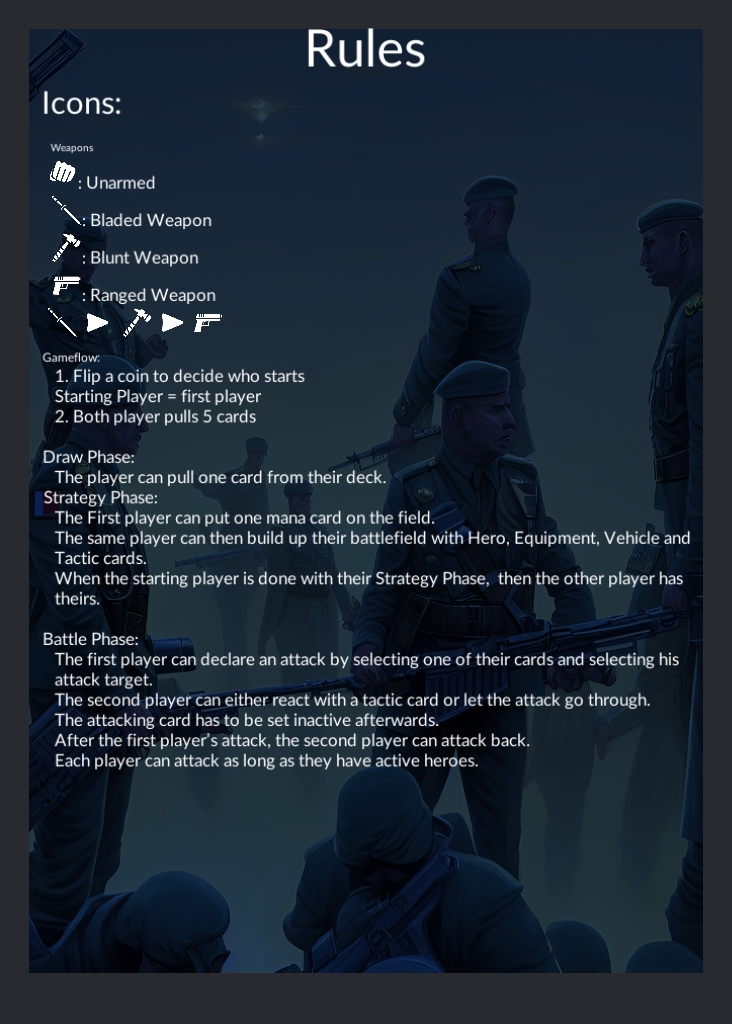 Rules
Icons:
Weapons
: Unarmed
: Bladed Weapon
: Blunt Weapon
: Ranged Weapon
Gameflow:
1. Flip a coin to decide who starts
Starting Player = first player
2. Both player pulls 5 cards
Draw Phase:
The player can pull one card from their deck.
Strategy Phase:
The First player can put one mana card on the field.
The same player can then build up their battlefield with Hero, Equipment, Vehicle and
Tactic cards.
When the starting player is done with their Strategy Phase,  then the other player has
theirs.
Battle Phase:
The first player can declare an attack by selecting one of their cards and selecting his
attack target.
The second player can either react with a tactic card or let the attack go through.
The attacking card has to be set inactive afterwards.
After the first player's attack, the second player can attack back.
Each player can attack as long as they have active heroes.